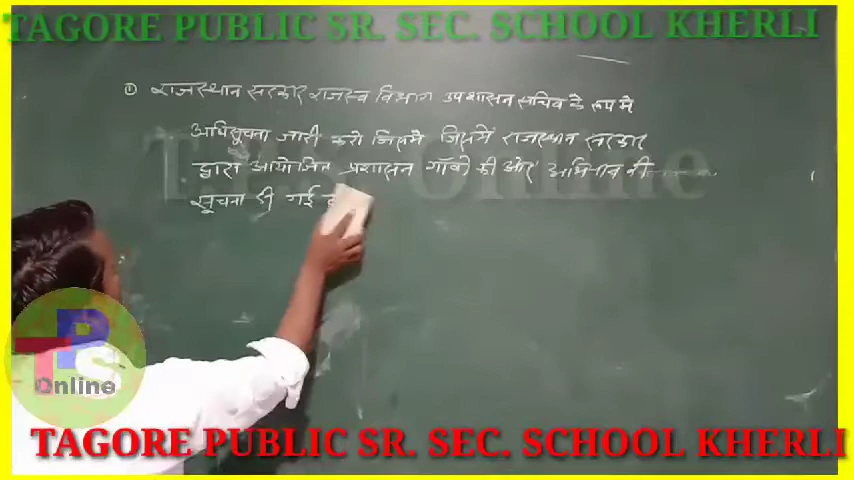 TAGORE PUBLIC SR. SEC. SCHOOL KHERLI
① राजस्थान सरकार राजस्व विभाग उपशासन सचिव के रूप मे
अधिसूचना जारी करो जिसमे जिसमें राजस्थान सरकार
द्वारा आयोजित प्रशासन गाँवो की ओर अभियान की
सूचना दी गई
TPS
Online
TAGORE PUBLIC SR. SEC. SCHOOL KHERLI